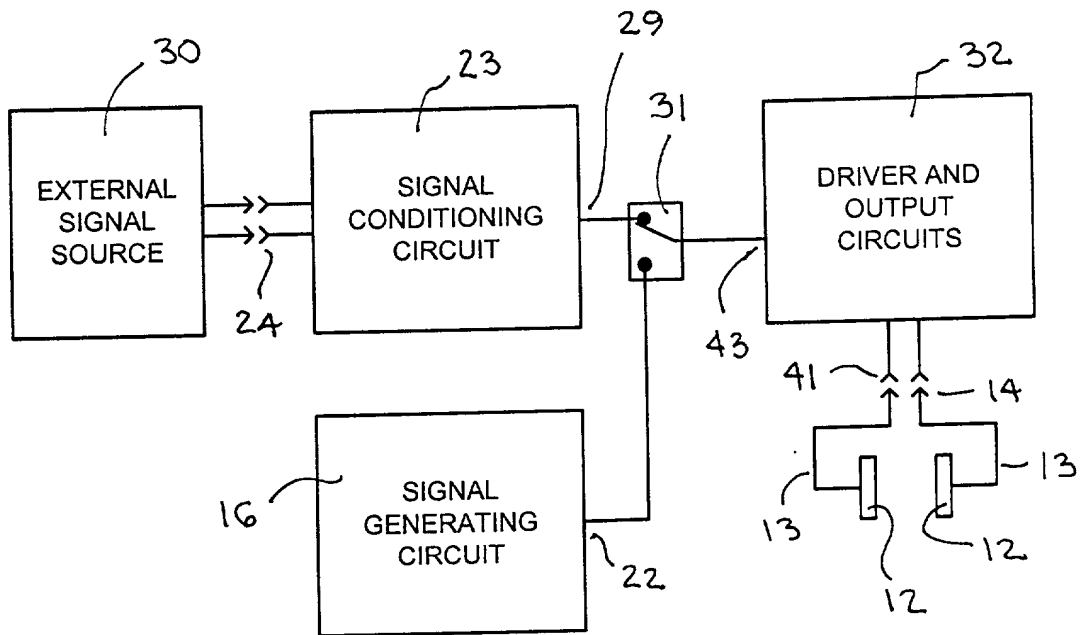 30
23
29
31
32
EXTERNAL
SIGNAL
SOURCE
SIGNAL
CONDITIONING
CIRCUIT
DRIVER AND
OUTPUT
CIRCUITS
24
43
41
14
16
SIGNAL
GENERATING
CIRCUIT
22
13
13
12
12